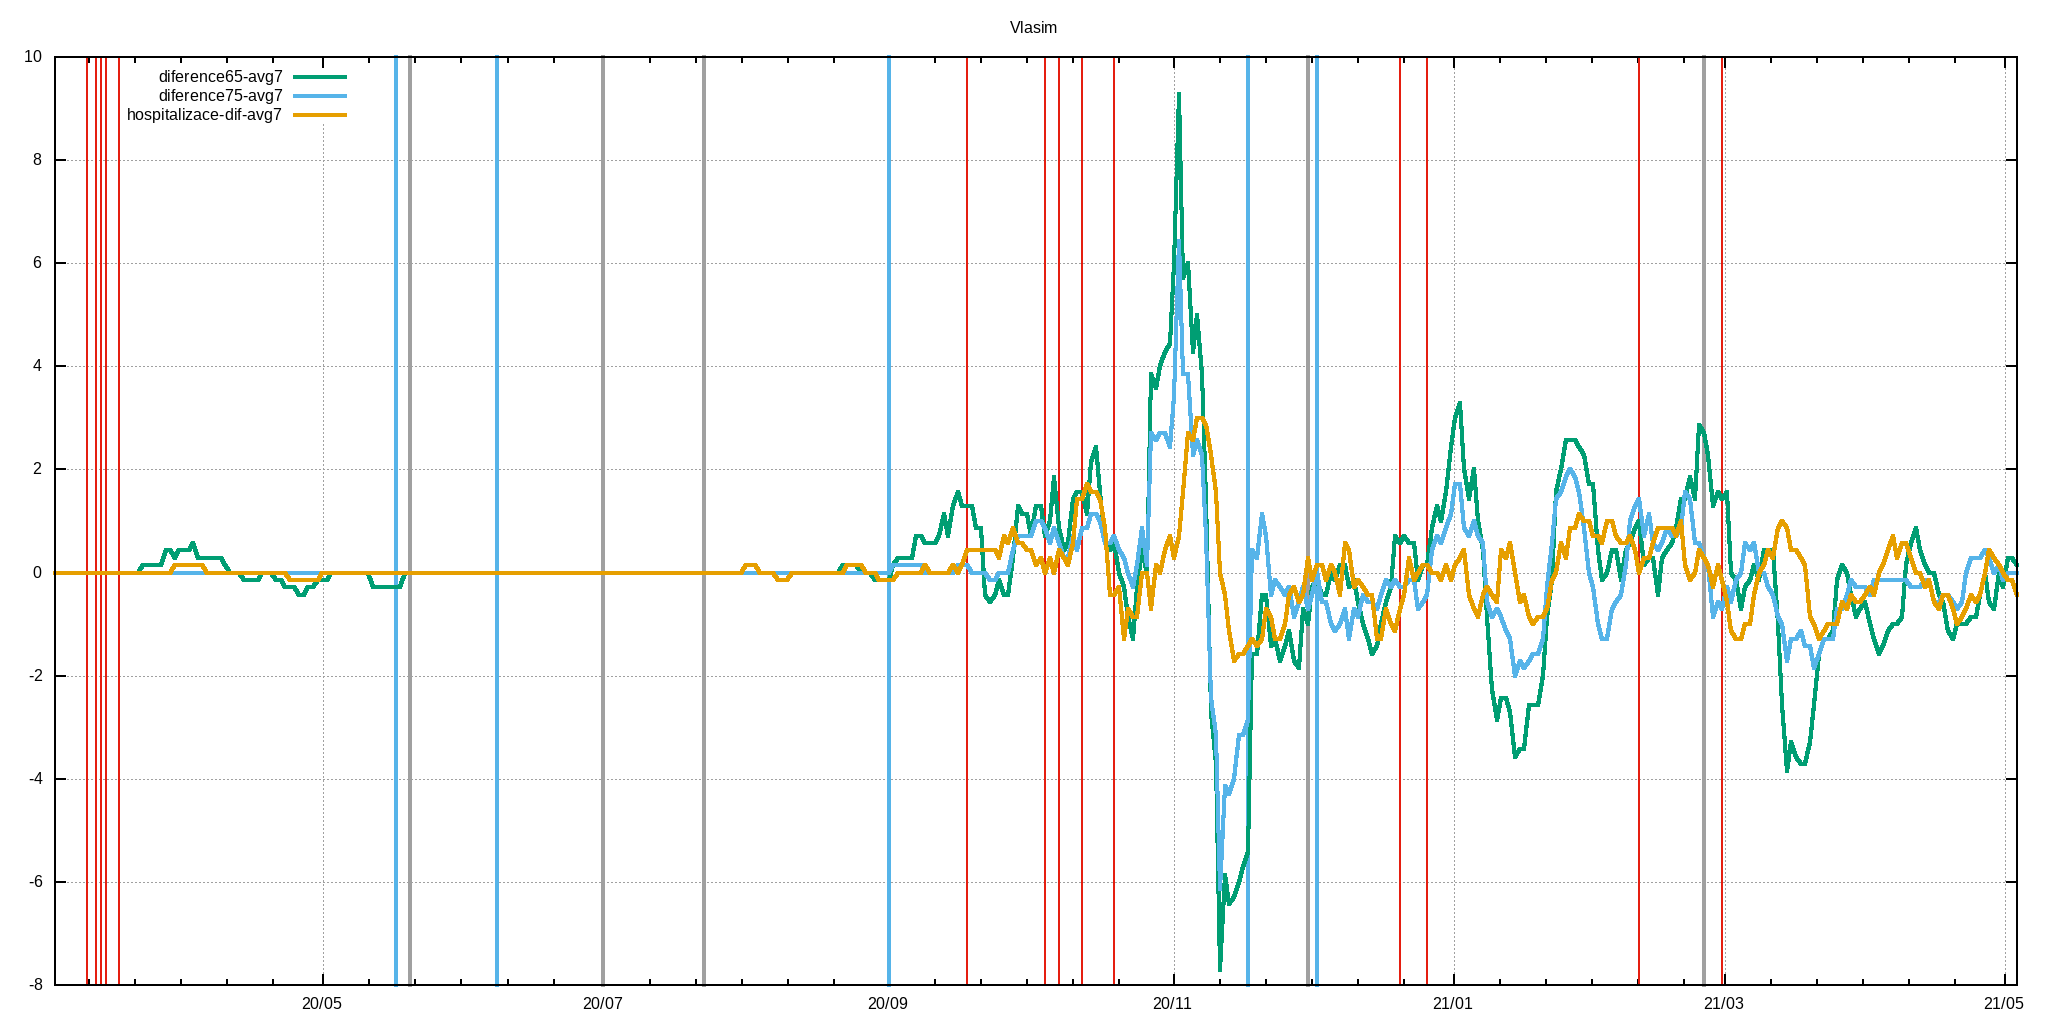 Vlasim
diference65-avg7
diference75-avg7
hospitalizace-dif-avg7
10
8
6
4
2
0
-2
-4
-6
-8
20/05 20/07 20/09 20/11 21/01 21/03 21/05